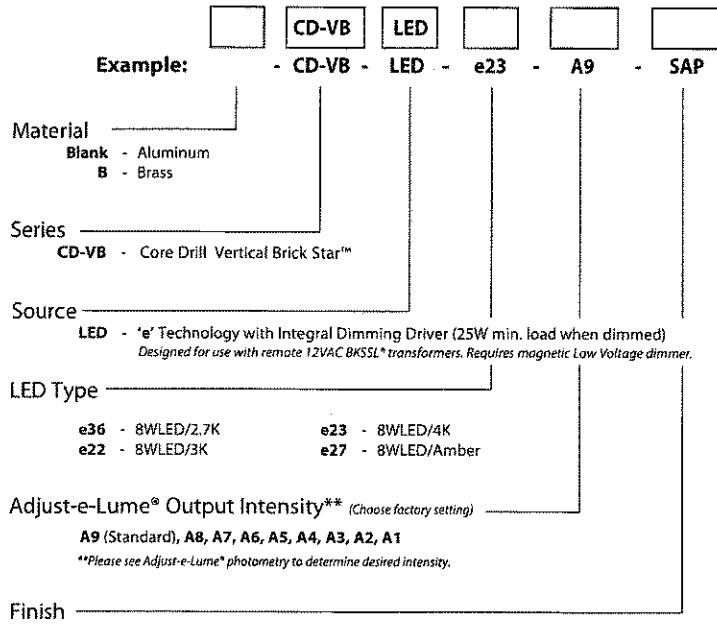 CD-VB LED
Example: - CD-VB - LED - e23 - A9 - SAP
Material
Blank - Aluminum
B - Brass
Series
CD-VB - Core Drill Vertical Brick Star™
Source
LED - 'e' Technology with Integral Dimming Driver (25W min. load when dimmed)
Designed for use with remote 12VAC BKSSL® transformers. Requires magnetic Low Voltage dimmer.
LED Type
e36 - 8WLED/2.7K e23 - 8WLED/4K
e22 - 8WLED/3K e27 - 8WLED/Amber
Adjust-e-Lume® Output Intensity** (Choose factory setting)
A9 (Standard), A8, A7, A6, A5, A4, A3, A2, A1
**Please see Adjust-e-Lume® photometry to determine desired intensity.
Finish